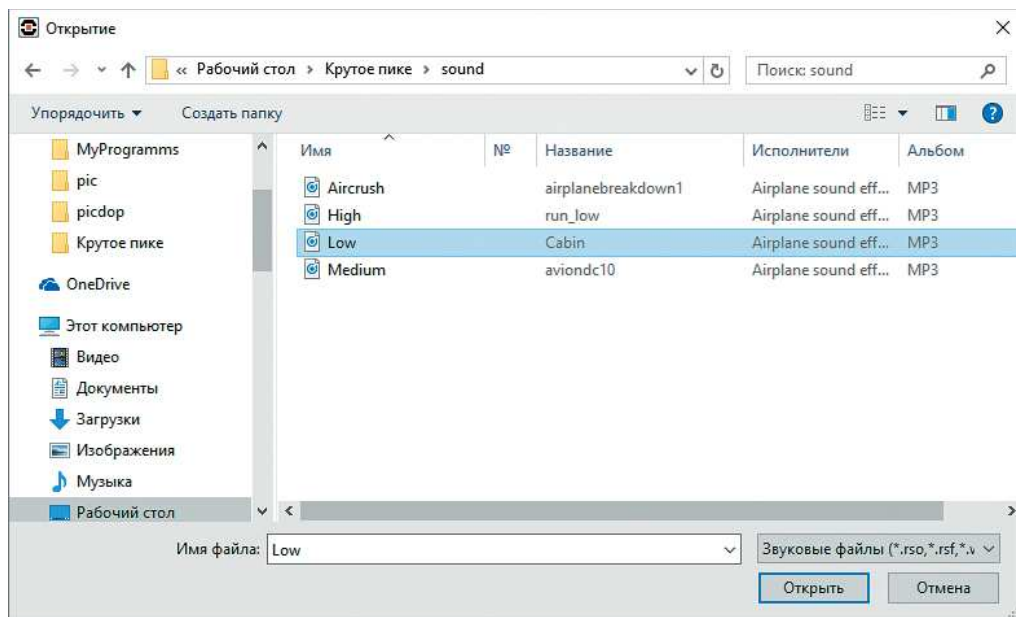 Открытие
« Рабочий стол › Крутое пике › sound
Поиск: sound
Упорядочить Создать папку
MyProgramms
pic
picdop
Крутое пике
OneDrive
Этот компьютер
Видео
Документы
Загрузки
Изображения
Музыка
Рабочий стол
Имя № Название Исполнители Альбом
Aircrush airplanebreakdown1 Airplane sound eff... MP3
High run_low Airplane sound eff... MP3
Low Cabin Airplane sound eff... MP3
Medium aviondc10 Airplane sound eff... MP3
Имя файла: Low
Звуковые файлы (*.rso,*.rsf,*.v
Открыть Отмена